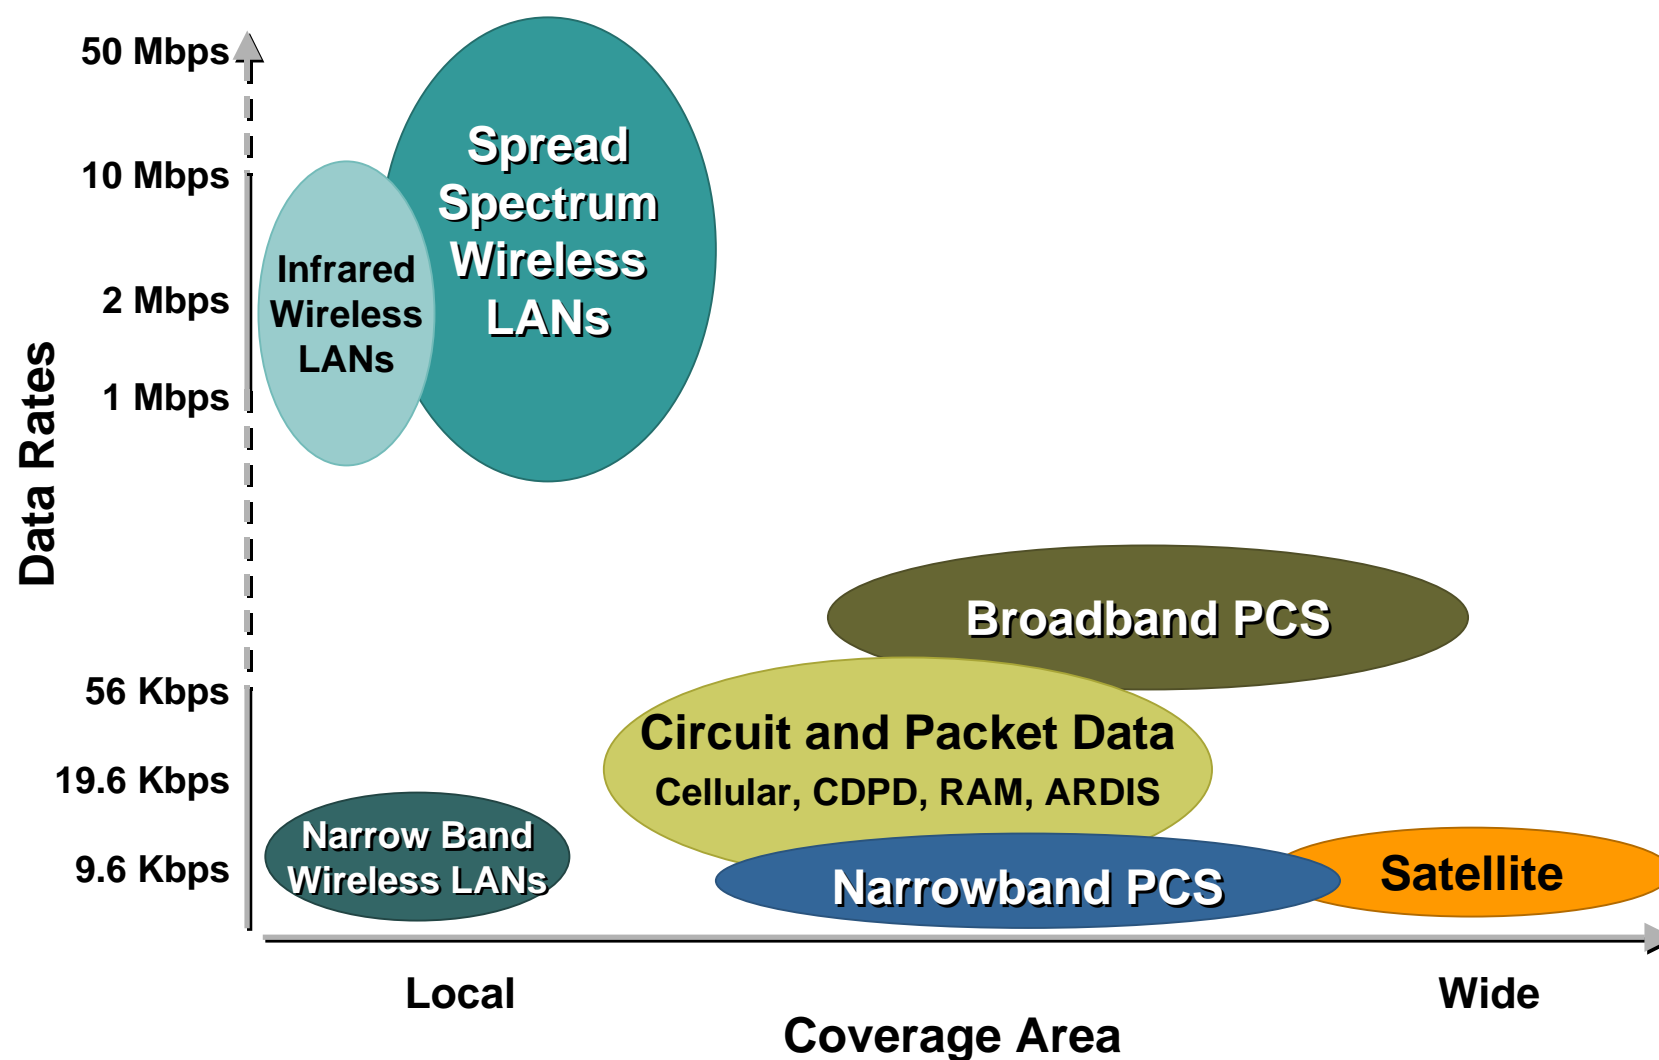 50 Mbps
10 Mbps
2 Mbps
1 Mbps
56 Kbps
19.6 Kbps
9.6 Kbps
Data Rates
Spread
Spectrum
Wireless
LANs
Infrared
Wireless
LANs
Broadband PCS
Circuit and Packet Data
Cellular, CDPD, RAM, ARDIS
Narrow Band
Wireless LANs
Narrowband PCS
Satellite
Local
Wide
Coverage Area